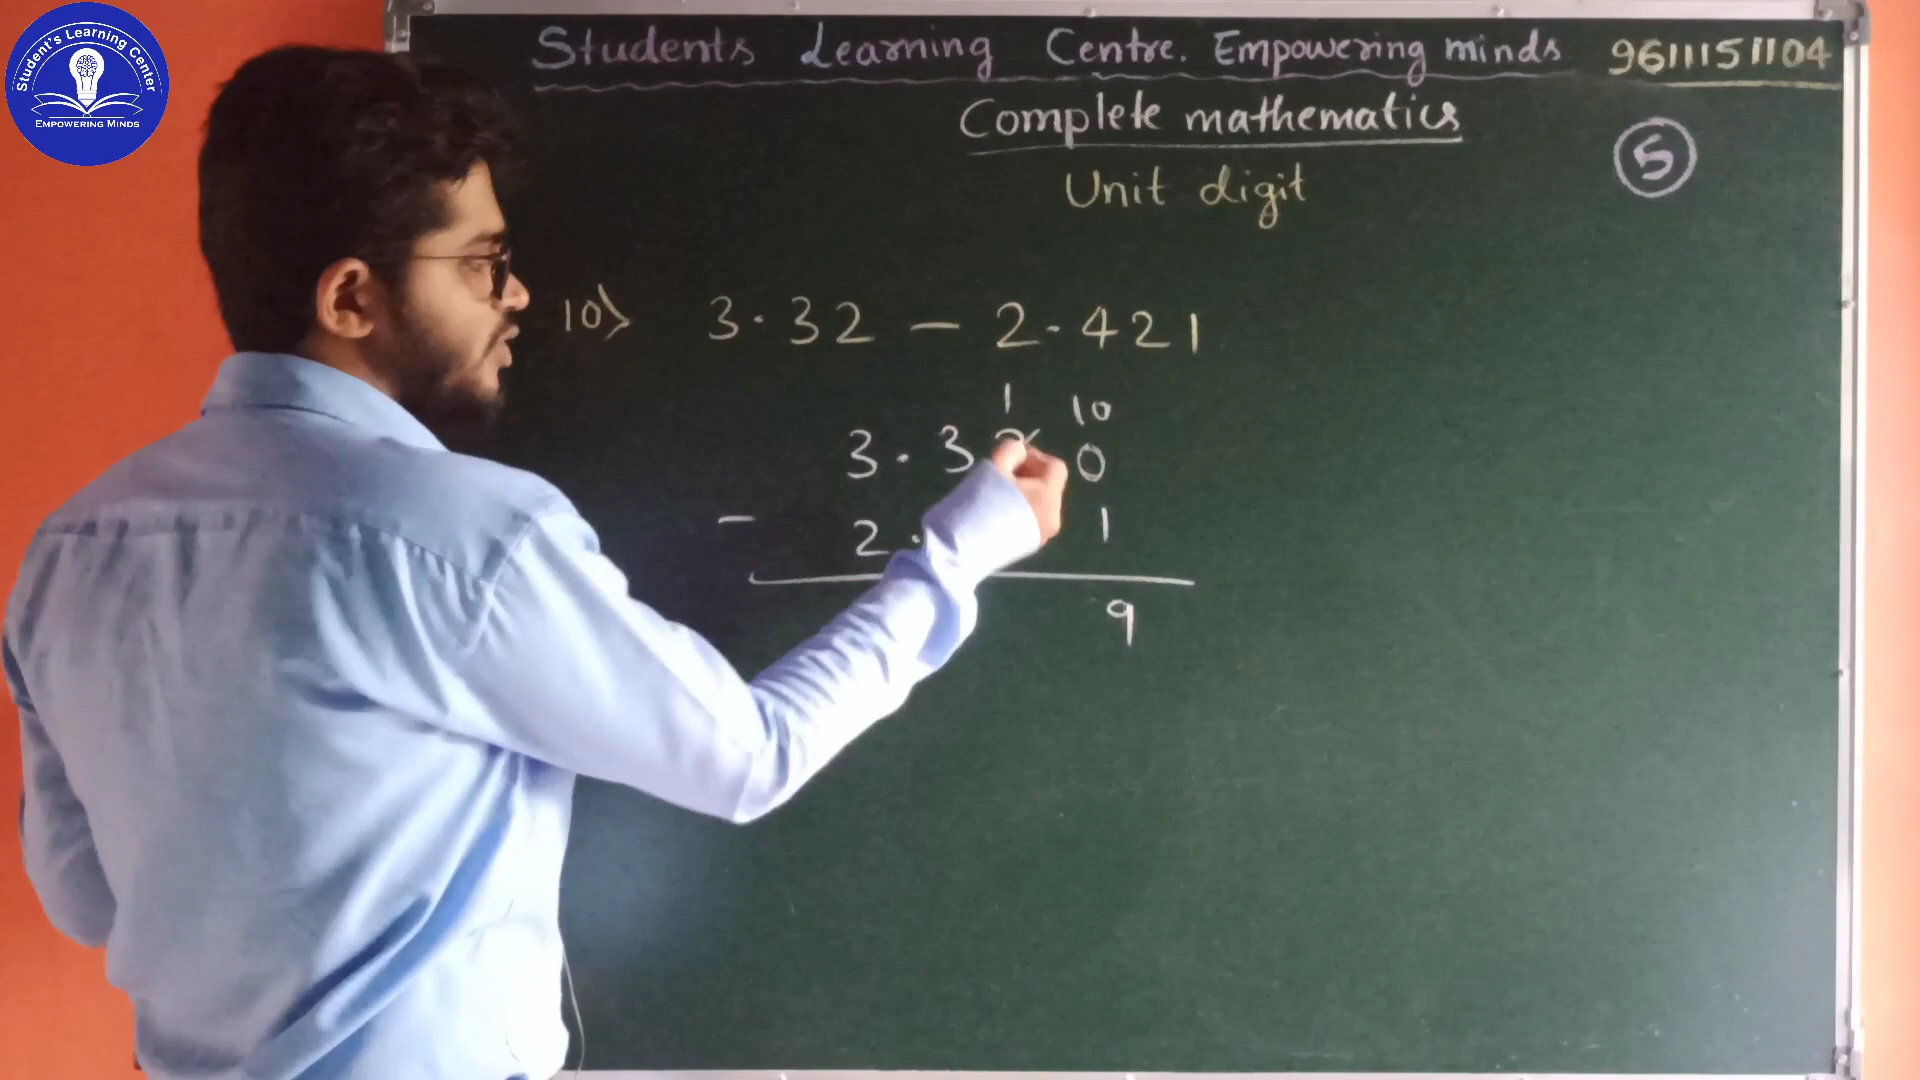 Student's Learning Center
EMPOWERING MINDS
Students Learning Centre. Empowering minds 9611151104
Complete mathematics
5
Unit digit
10) 3.32 - 2.421
1 10
3.3 2 0
- 2. 1
9